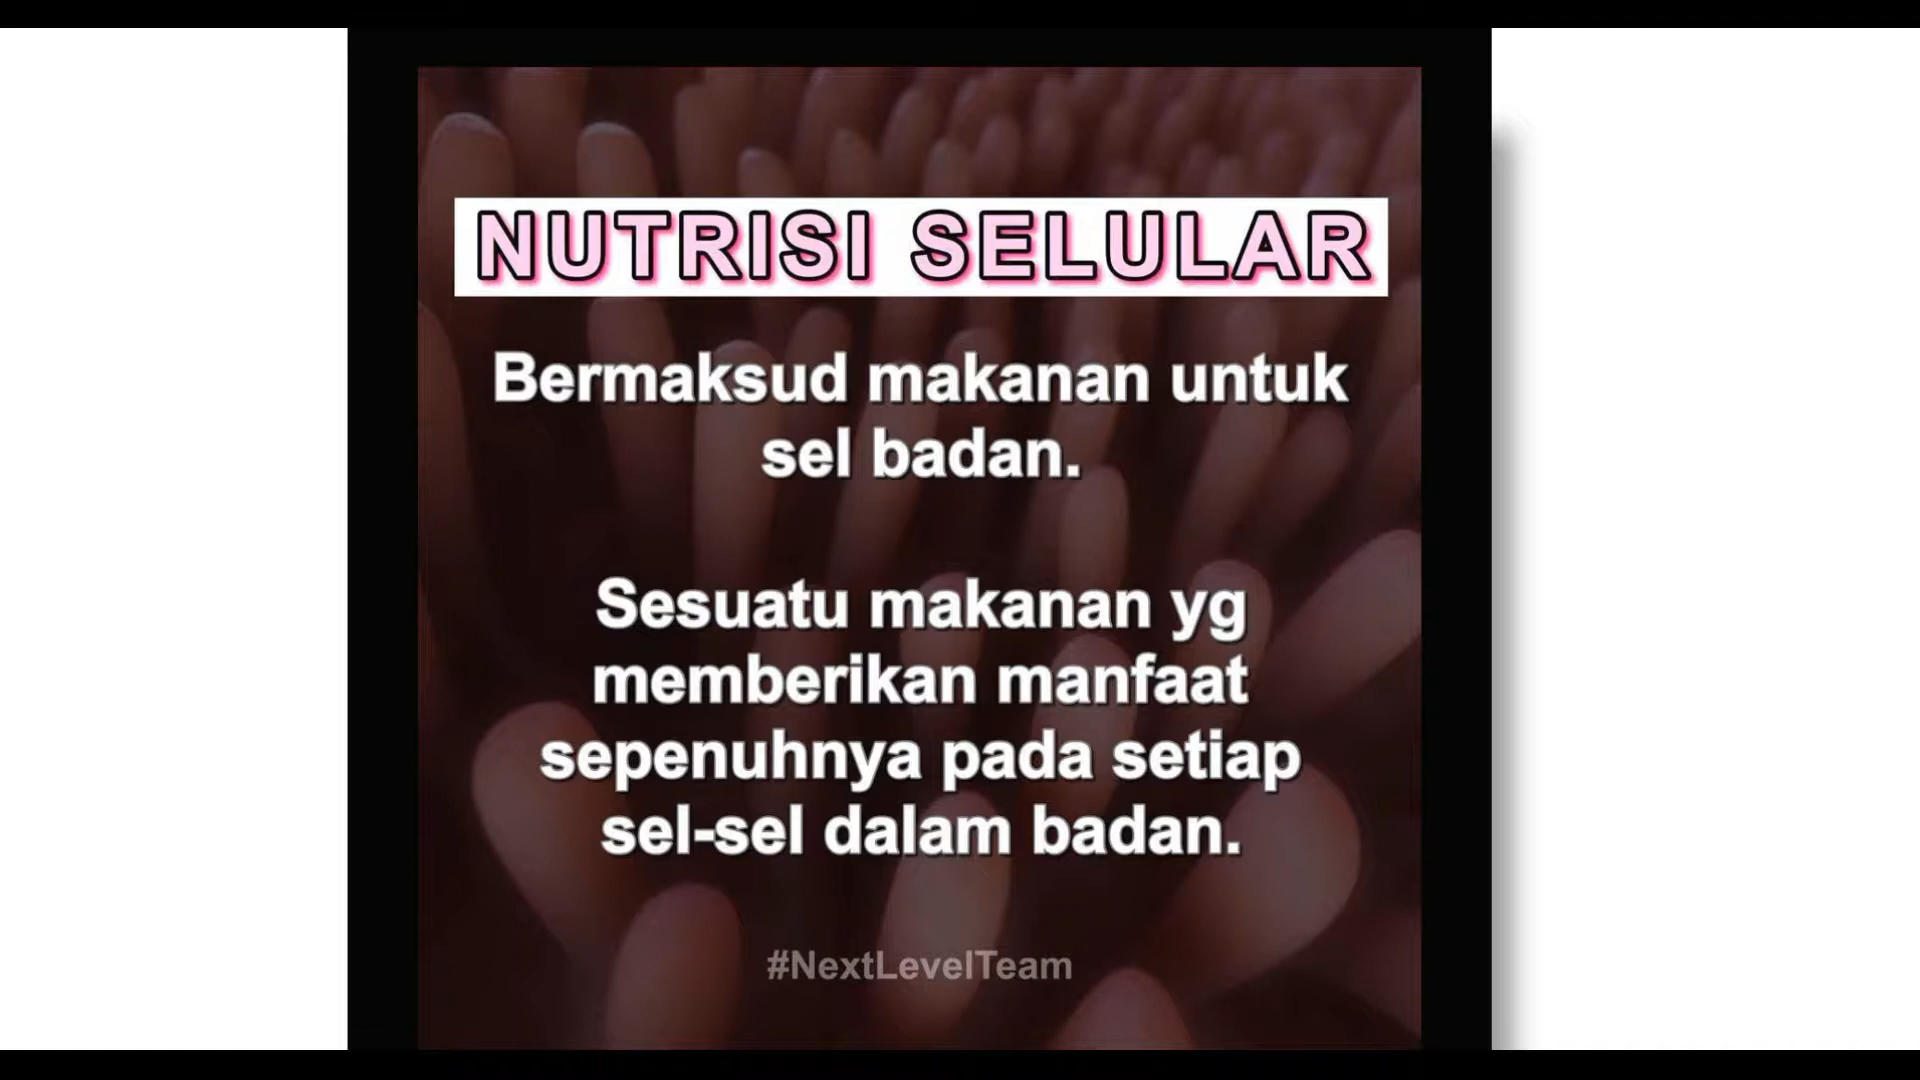 NUTRISI SELULAR
Bermaksud makanan untuk
sel badan.
Sesuatu makanan yg
memberikan manfaat
sepenuhnya pada setiap
sel-sel dalam badan.
#NextLevelTeam